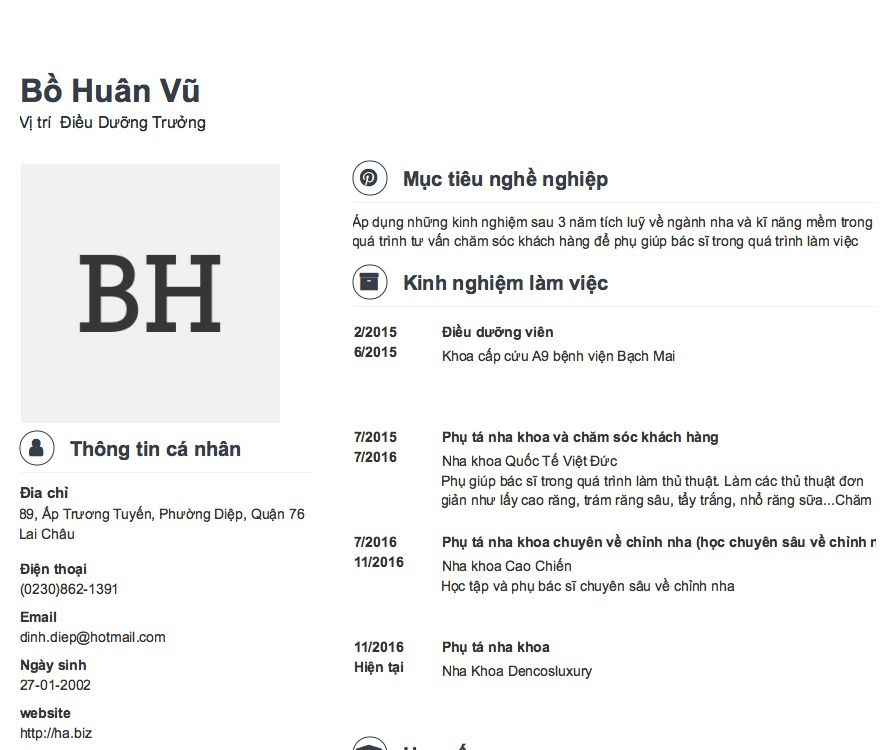 Bồ Huân Vũ
Vị trí Điều Dưỡng Trưởng
BH
Thông tin cá nhân
Đia chỉ
89, Ấp Trương Tuyến, Phường Diệp, Quận 76
Lai Châu
Điện thoại
(0230)862-1391
Email
dinh.diep@hotmail.com
Ngày sinh
27-01-2002
website
http://ha.biz
Mục tiêu nghề nghiệp
Áp dụng những kinh nghiệm sau 3 năm tích luỹ về ngành nha và kĩ năng mềm trong
quá trình tư vấn chăm sóc khách hàng để phụ giúp bác sĩ trong quá trình làm việc
Kinh nghiệm làm việc
2/2015 Điều dưỡng viên
6/2015 Khoa cấp cứu A9 bệnh viện Bạch Mai
7/2015 Phụ tá nha khoa và chăm sóc khách hàng
7/2016 Nha khoa Quốc Tế Việt Đức
Phụ giúp bác sĩ trong quá trình làm thủ thuật. Làm các thủ thuật đơn
giản như lấy cao răng, trám răng sâu, tẩy trắng, nhổ răng sữa...Chăm
7/2016 Phụ tá nha khoa chuyên về chỉnh nha (học chuyên sâu về chỉnh
11/2016 Nha khoa Cao Chiến
Học tập và phụ bác sĩ chuyên sâu về chỉnh nha
11/2016 Phụ tá nha khoa
Hiện tại Nha Khoa Dencosluxury